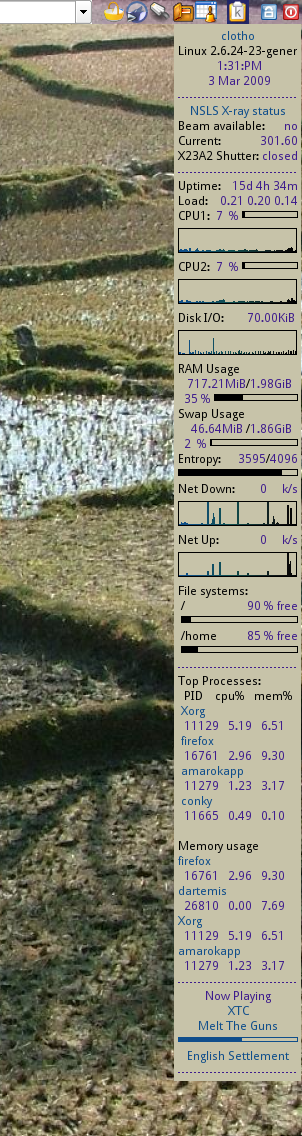 clotho
Linux 2.6.24-23-gener
1:31:PM
3 Mar 2009
NSLS X-ray status
Beam available: no
Current: 301.60
X23A2 Shutter: closed
Uptime: 15d 4h 34m
Load: 0.21 0.20 0.14
CPU1: 7 %
CPU2: 7 %
Disk I/O: 70.00KiB
RAM Usage
717.21MiB/1.98GiB
35 %
Swap Usage
46.64MiB /1.86GiB
2 %
Entropy: 3595/4096
Net Down: 0 k/s
Net Up: 0 k/s
File systems:
/ 90 % free
/home 85 % free
Top Processes:
PID cpu% mem%
Xorg
11129 5.19 6.51
firefox
16761 2.96 9.30
amarokapp
11279 1.23 3.17
conky
11665 0.49 0.10
Memory usage
firefox
16761 2.96 9.30
dartemis
26810 0.00 7.69
Xorg
11129 5.19 6.51
amarokapp
11279 1.23 3.17
Now Playing
XTC
Melt The Guns
English Settlement